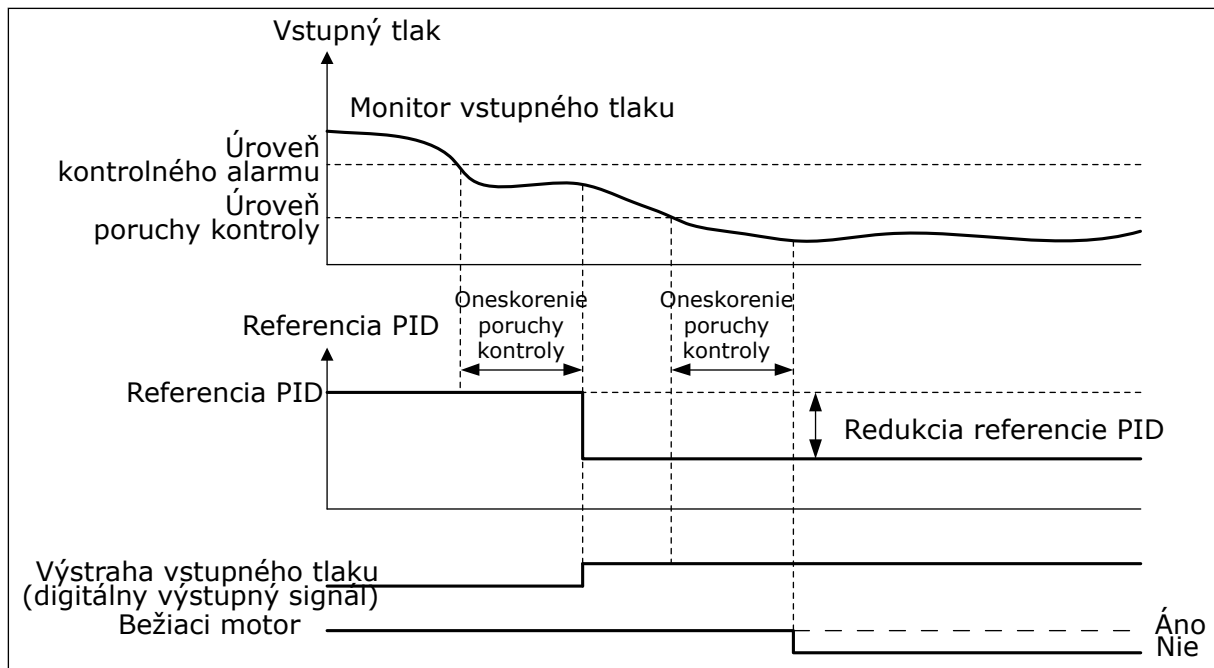 Vstupný tlak
Monitor vstupného tlaku
Úroveň
kontrolného alarmu
Úroveň
poruchy kontroly
Oneskorenie
poruchy
kontroly
Oneskorenie
poruchy
kontroly
Referencia PID
Referencia PID
Redukcia referencie PID
Výstraha vstupného tlaku
(digitálny výstupný signál)
Bežiaci motor
Áno
Nie